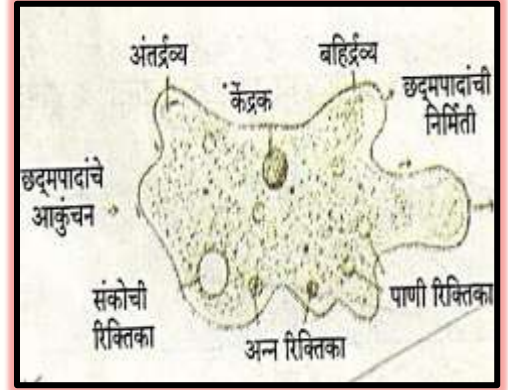 अंतर्द्रव्य
बहिर्द्रव्य
केंद्रक
छद्मपादांची
निर्मिती
छद्मपादांचे
आकुंचन
संकोची
रिक्तिका
अन्न रिक्तिका
पाणी रिक्तिका